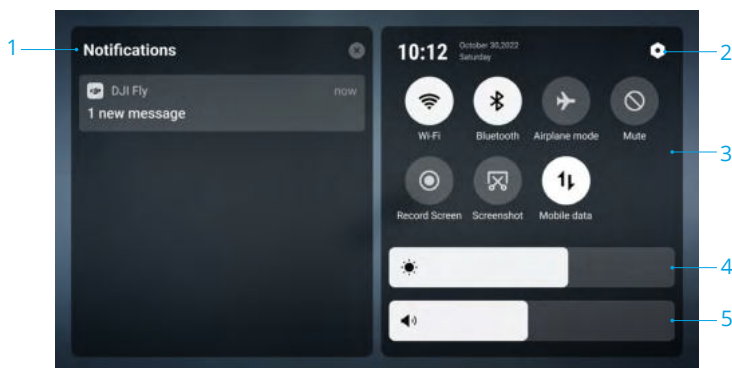 1
Notifications
DJI Fly
now
1 new message
10:12
October 30,2022
Saturday
2
Wi-Fi
Bluetooth
Airplane mode
Mute
3
Record Screen
Screenshot
Mobile data
4
5